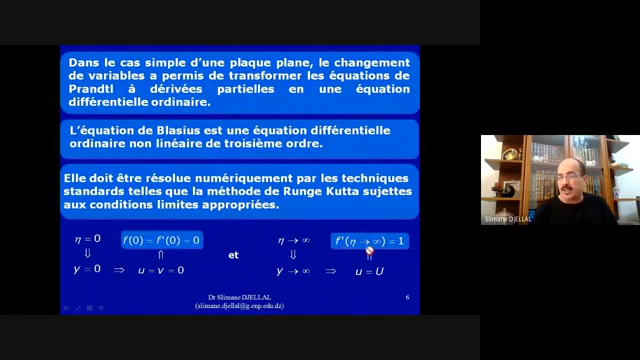 Dans le cas simple d'une plaque plane, le changement
de variables a permis de transformer les équations de
Prandtl à dérivées partielles en une équation
différentielle ordinaire.
L'équation de Blasius est une équation différentielle
ordinaire non linéaire de troisième ordre.
Elle doit être résolue numériquement par les techniques
standards telles que la méthode de Runge Kutta sujettes
aux conditions limites appropriées.
η = 0 f(0) = f'(0) = 0 η → ∞ f'(η → ∞) = 1
⇓ ⇑ et ⇓ ⇑
y = 0 ⇒ u = v = 0 y → ∞ ⇒ u = U
Dr Slimane DJELLAL
(slimane.djellal@g.enp.edu.dz)
6
Slimane DJELLAL